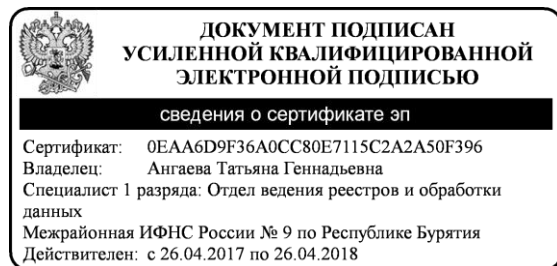 ДОКУМЕНТ ПОДПИСАН
УСИЛЕННОЙ КВАЛИФИЦИРОВАННОЙ
ЭЛЕКТРОННОЙ ПОДПИСЬЮ
сведения о сертификате эп
Сертификат: 0EAA6D9F36A0CC80E7115C2A2A50F396
Владелец: Ангаева Татьяна Геннадьевна
Специалист 1 разряда: Отдел ведения реестров и обработки
данных
Межрайонная ИФНС России № 9 по Республике Бурятия
Действителен: с 26.04.2017 по 26.04.2018